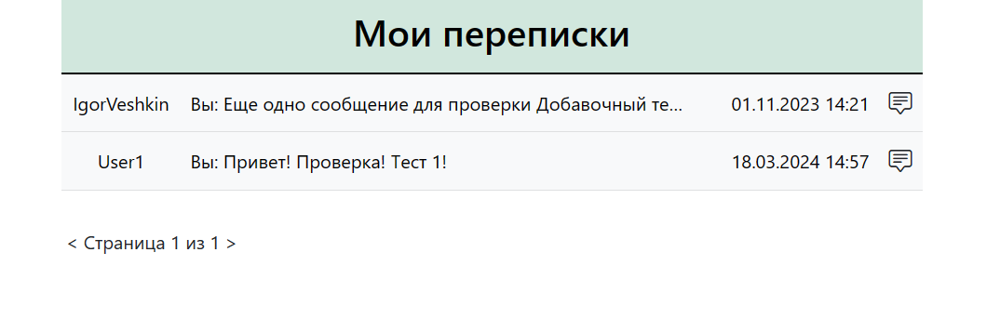 Мои переписки
IgorVeshkin Вы: Еще одно сообщение для проверки Добавочный те... 01.11.2023 14:21
User1 Вы: Привет! Проверка! Тест 1! 18.03.2024 14:57
< Страница 1 из 1 >